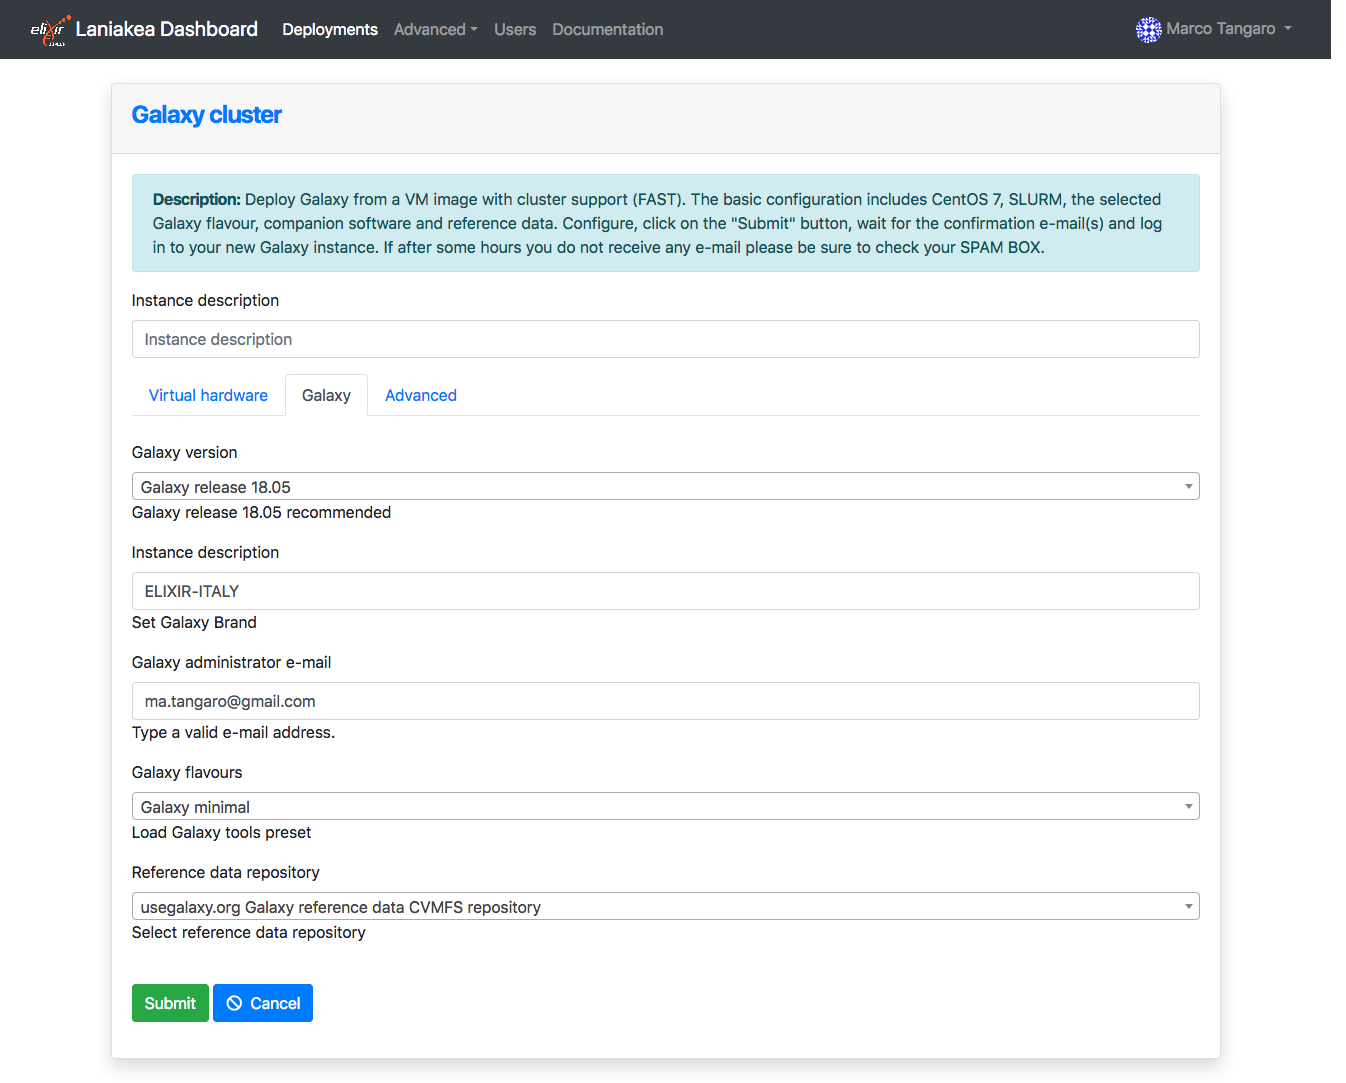 elixir ITALY Laniakea Dashboard Deployments Advanced Users Documentation Marco Tangaro
Galaxy cluster
Description: Deploy Galaxy from a VM image with cluster support (FAST). The basic configuration includes CentOS 7, SLURM, the selected
Galaxy flavour, companion software and reference data. Configure, click on the "Submit" button, wait for the confirmation e-mail(s) and log
in to your new Galaxy instance. If after some hours you do not receive any e-mail please be sure to check your SPAM BOX.
Instance description
Instance description
Virtual hardware Galaxy Advanced
Galaxy version
Galaxy release 18.05
Galaxy release 18.05 recommended
Instance description
ELIXIR-ITALY
Set Galaxy Brand
Galaxy administrator e-mail
ma.tangaro@gmail.com
Type a valid e-mail address.
Galaxy flavours
Galaxy minimal
Load Galaxy tools preset
Reference data repository
usegalaxy.org Galaxy reference data CVMFS repository
Select reference data repository
Submit Cancel